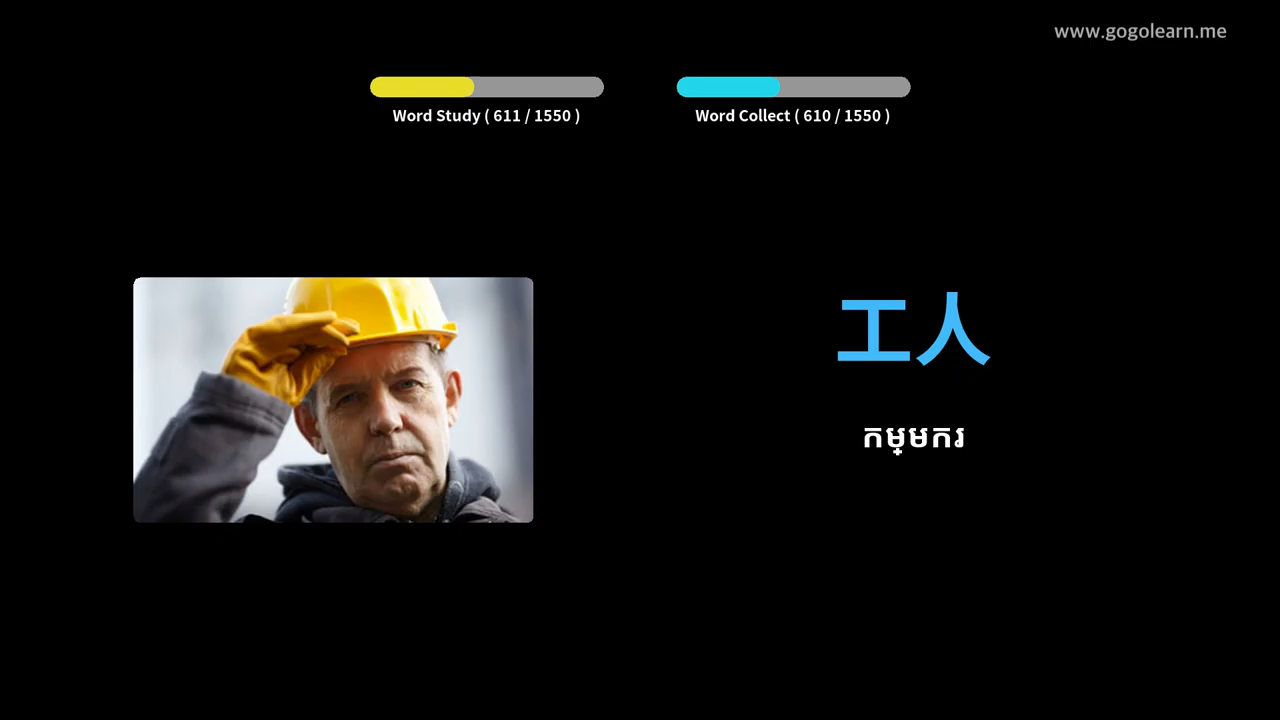 www.gogolearn.me
Word Study ( 611 / 1550 )
Word Collect ( 610 / 1550 )
工人
កម្មករ